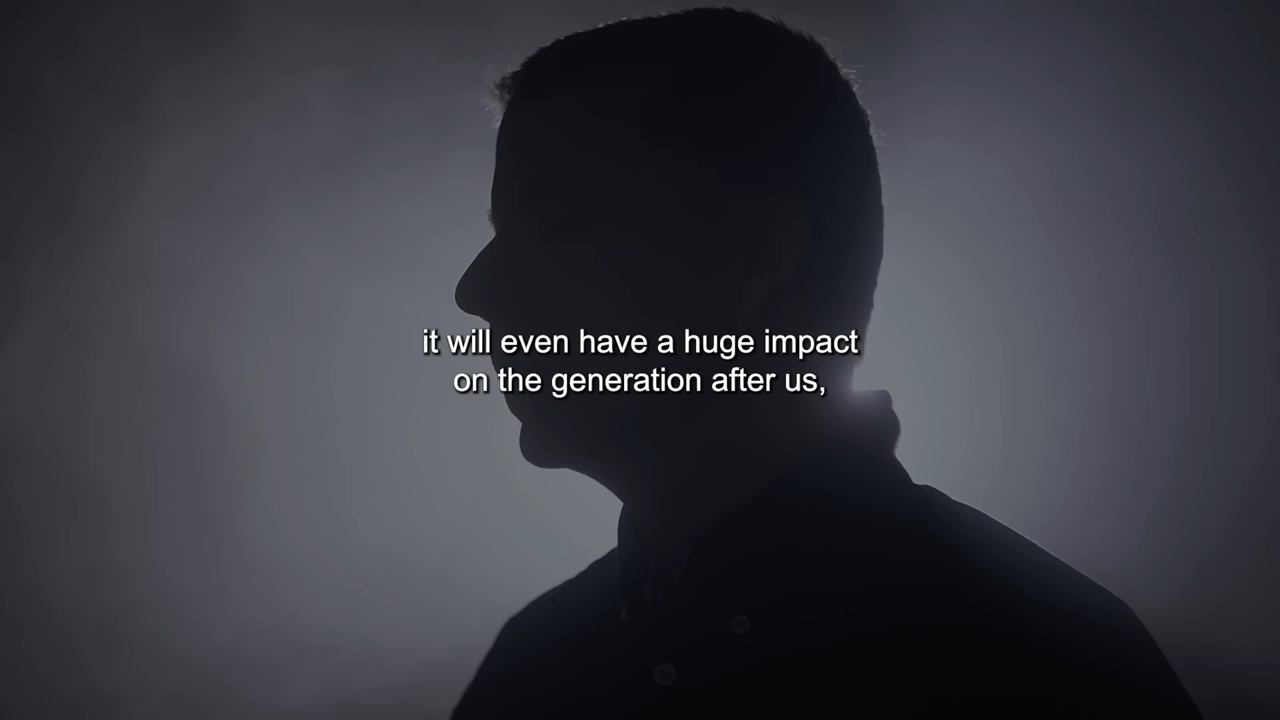 it will even have a huge impact
on the generation after us,